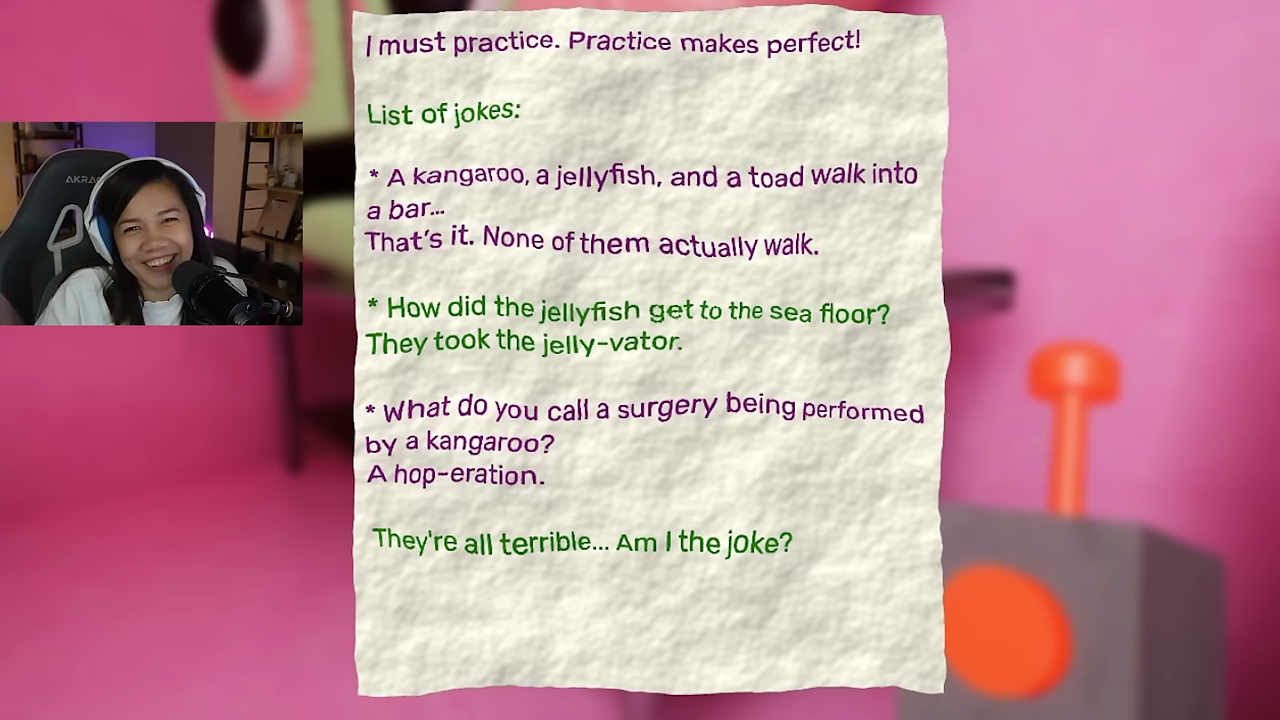 I must practice. Practice makes perfect!
List of jokes:
* A kangaroo, a jellyfish, and a toad walk into
a bar...
That's it. None of them actually walk.
* How did the jellyfish get to the sea floor?
They took the jelly-vator.
* What do you call a surgery being performed
by a kangaroo?
A hop-eration.
They're all terrible... Am I the joke?